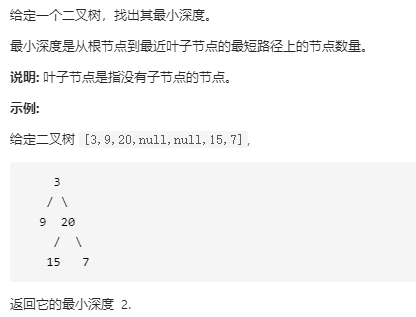 给定一个二叉树，找出其最小深度。
最小深度是从根节点到最近叶子节点的最短路径上的节点数量。
说明: 叶子节点是指没有子节点的节点。
示例:
给定二叉树 [3,9,20,null,null,15,7],
3
/ \
9 20
/ \
15 7
返回它的最小深度 2.